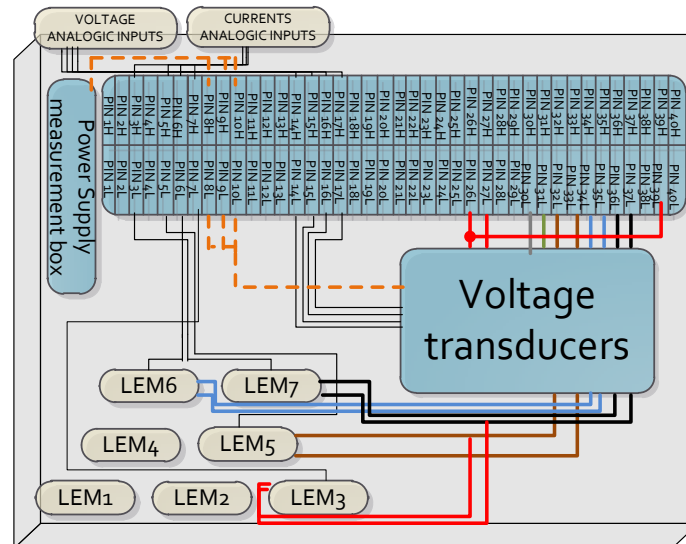 VOLTAGE
ANALOGIC INPUTS
CURRENTS
ANALOGIC INPUTS
Power Supply
measurement box
PIN 1H
PIN 2H
PIN 3H
PIN 4H
PIN 5H
PIN 6H
PIN 7H
PIN 8H
PIN 9H
PIN 10H
PIN 11H
PIN 12H
PIN 13H
PIN 14H
PIN 15H
PIN 16H
PIN 17H
PIN 18H
PIN 19H
PIN 20H
PIN 21H
PIN 22H
PIN 23H
PIN 24H
PIN 25H
PIN 26H
PIN 27H
PIN 28H
PIN 29H
PIN 30H
PIN 31H
PIN 32H
PIN 33H
PIN 34H
PIN 35H
PIN 36H
PIN 37H
PIN 38H
PIN 39H
PIN 40H
PIN 1L
PIN 2L
PIN 3L
PIN 4L
PIN 5L
PIN 6L
PIN 7L
PIN 8L
PIN 9L
PIN 10L
PIN 11L
PIN 12L
PIN 13L
PIN 14L
PIN 15L
PIN 16L
PIN 17L
PIN 18L
PIN 19L
PIN 20L
PIN 21L
PIN 22L
PIN 23L
PIN 24L
PIN 25L
PIN 26L
PIN 27L
PIN 28L
PIN 29L
PIN 30L
PIN 31L
PIN 32L
PIN 33L
PIN 34L
PIN 35L
PIN 16L
PIN 37L
PIN 38L
PIN 39L
PIN 40L
Voltage
transducers
LEM6
LEM7
LEM4
LEM5
LEM1
LEM2
LEM3